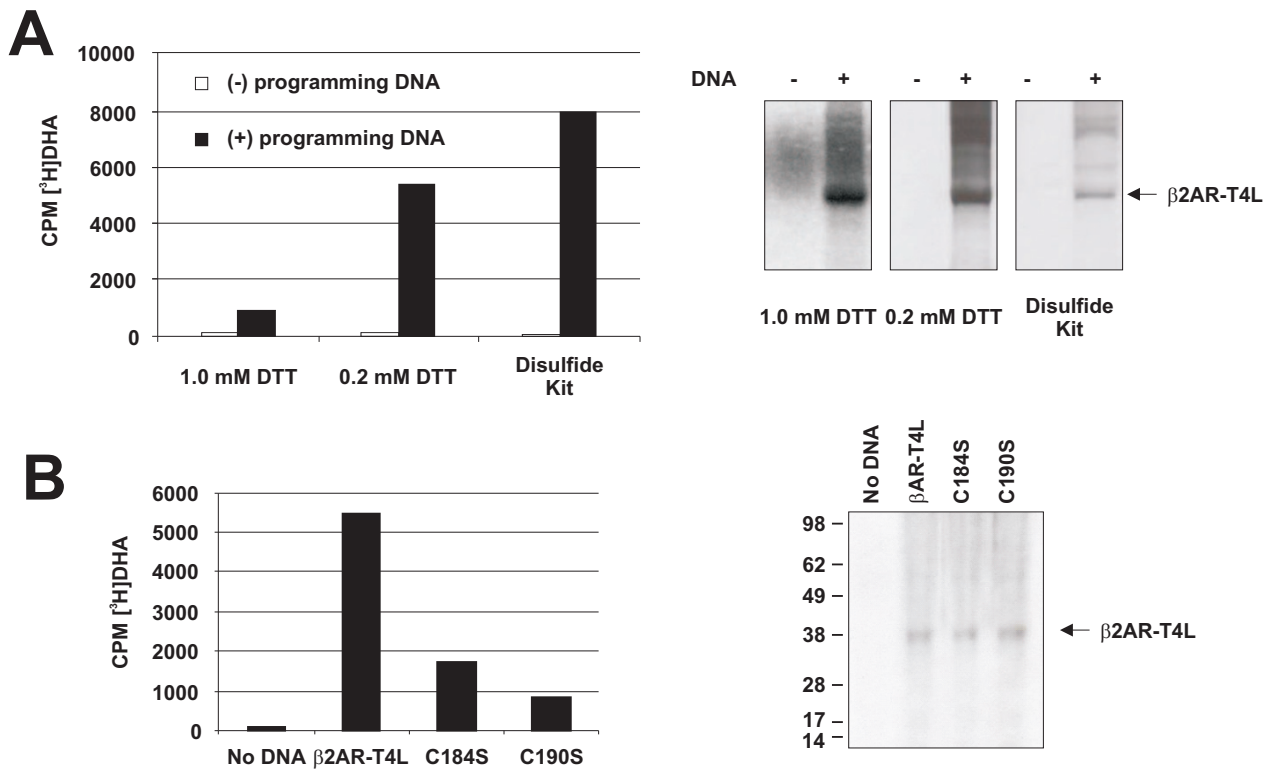 A
10000
8000
6000
4000
2000
0
CPM [³H]DHA
(-) programming DNA
(+) programming DNA
1.0 mM DTT
0.2 mM DTT
Disulfide
Kit
DNA - + - + - +
β2AR-T4L
1.0 mM DTT
0.2 mM DTT
Disulfide
Kit
B
6000
5000
4000
3000
2000
1000
0
CPM [³H]DHA
No DNA
β2AR-T4L
C184S
C190S
No DNA
βAR-T4L
C184S
C190S
98
62
49
38
28
17
14
β2AR-T4L